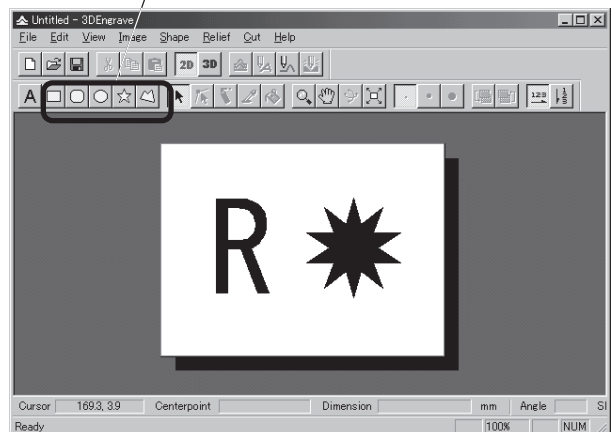 Untitled - 3DEngrave
File Edit View Image Shape Relief Cut Help
2D 3D
A 123
R
Cursor 169.3, 3.9 Centerpoint Dimension mm Angle
Ready 100% NUM